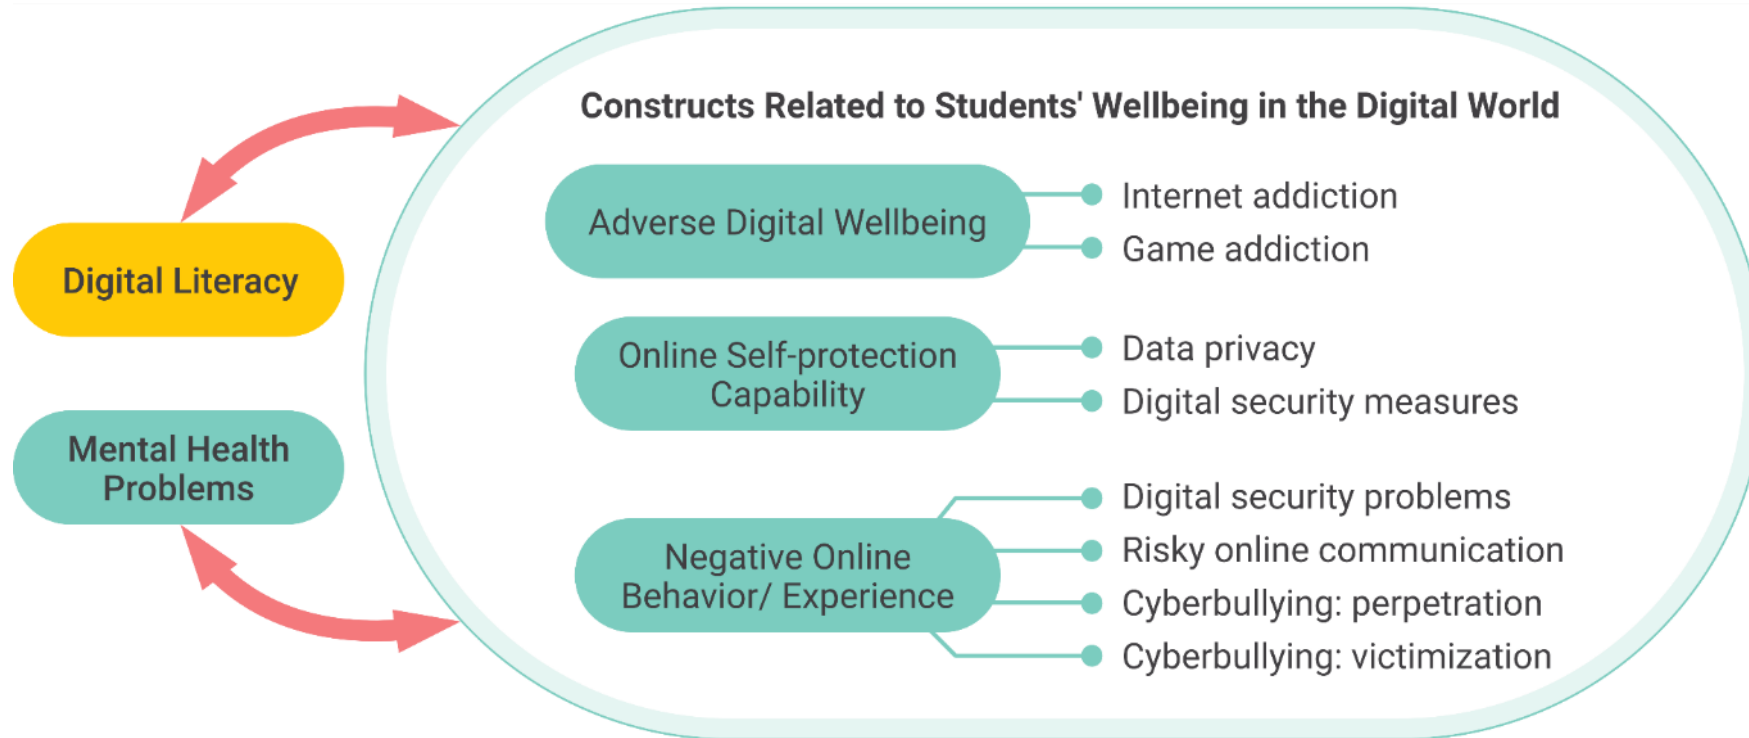 Constructs Related to Students' Wellbeing in the Digital World
Digital Literacy
Mental Health
Problems
Adverse Digital Wellbeing
Internet addiction
Game addiction
Online Self-protection
Capability
Data privacy
Digital security measures
Negative Online
Behavior/ Experience
Digital security problems
Risky online communication
Cyberbullying: perpetration
Cyberbullying: victimization